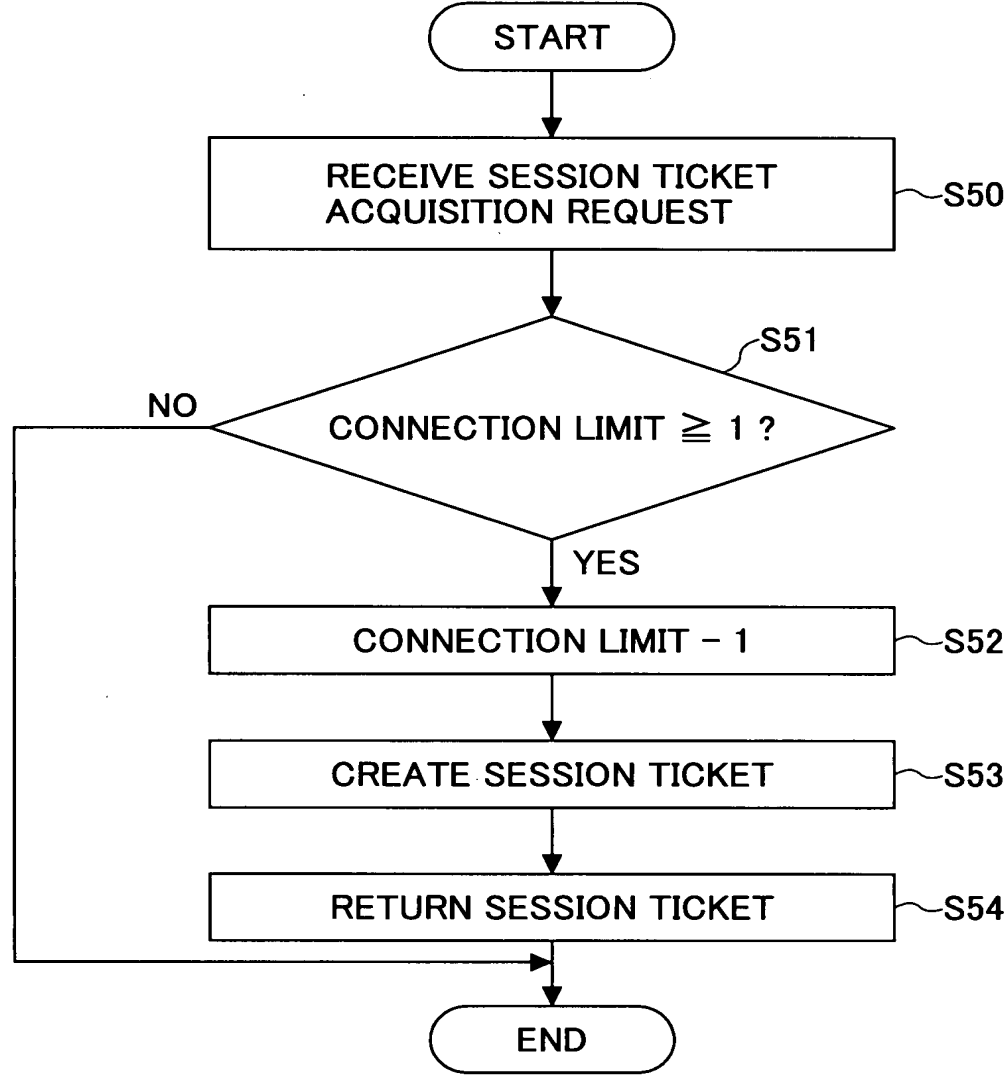 START
RECEIVE SESSION TICKET
ACQUISITION REQUEST
S50
S51
NO
CONNECTION LIMIT ≧ 1 ?
YES
CONNECTION LIMIT − 1
S52
CREATE SESSION TICKET
S53
RETURN SESSION TICKET
S54
END